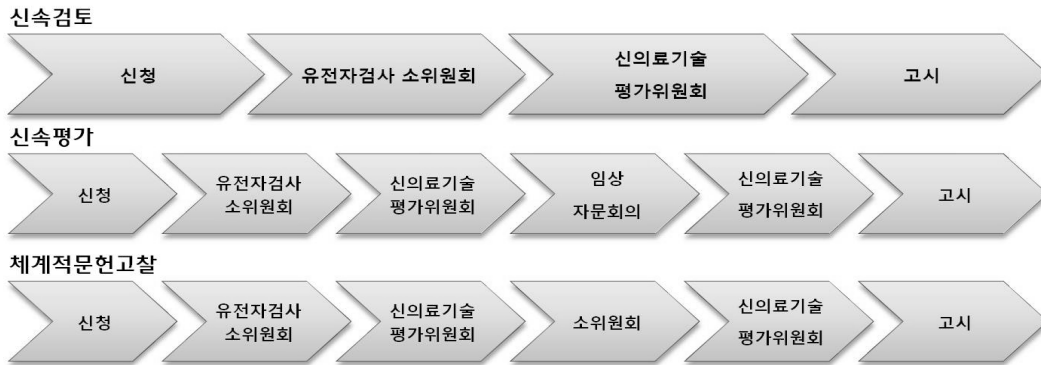 신속검토
신청
유전자검사 소위원회
신의료기술
평가위원회
고시
신속평가
신청
유전자검사
소위원회
신의료기술
평가위원회
임상
자문회의
신의료기술
평가위원회
고시
체계적문헌고찰
신청
유전자검사
소위원회
신의료기술
평가위원회
소위원회
신의료기술
평가위원회
고시